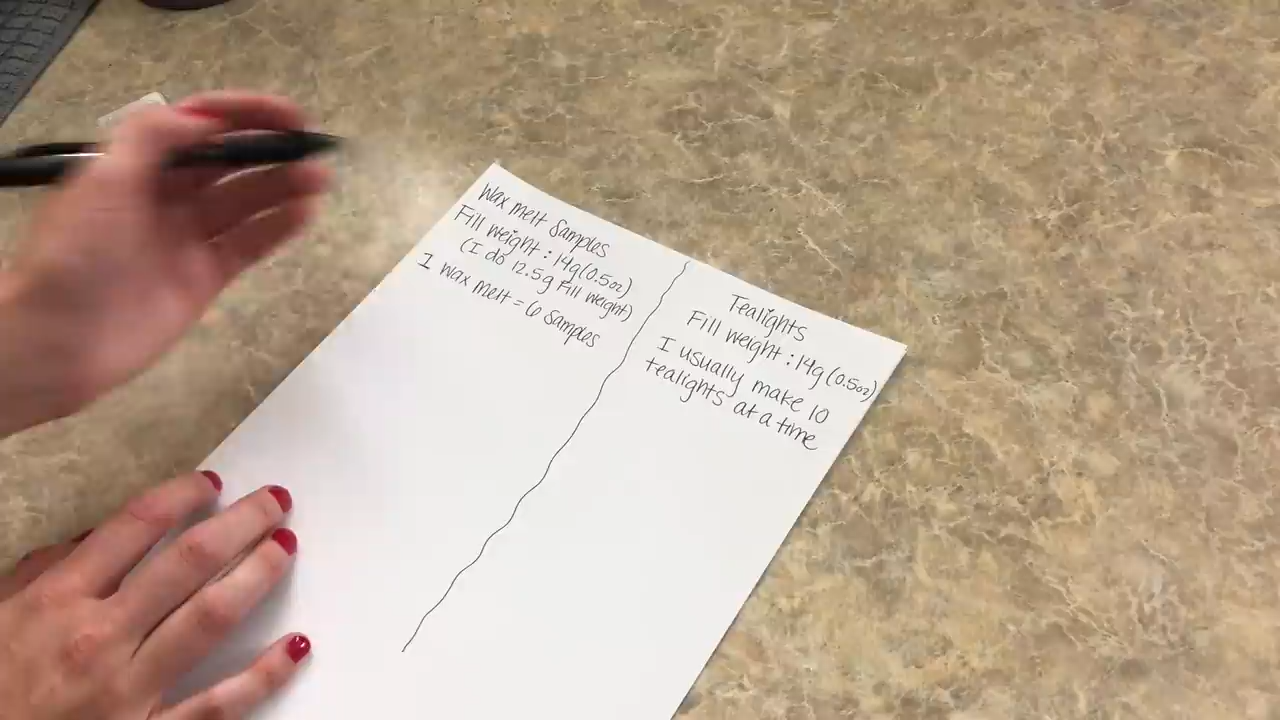 Wax melt Samples
Fill weight : 14g (0.5oz)
(I do 12.5g Fill weight)
1 wax melt = 6 Samples
Tealights
Fill weight : 14g (0.5oz)
I usually make 10
tealights at a time